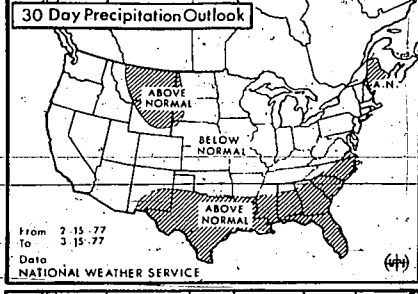 30 Day Precipitation Outlook
A.N.
ABOVE
NORMAL
BELOW
NORMAL
ABOVE
NORMAL
From 2-15-77
To 3-15-77
Data
NATIONAL WEATHER SERVICE
UPI